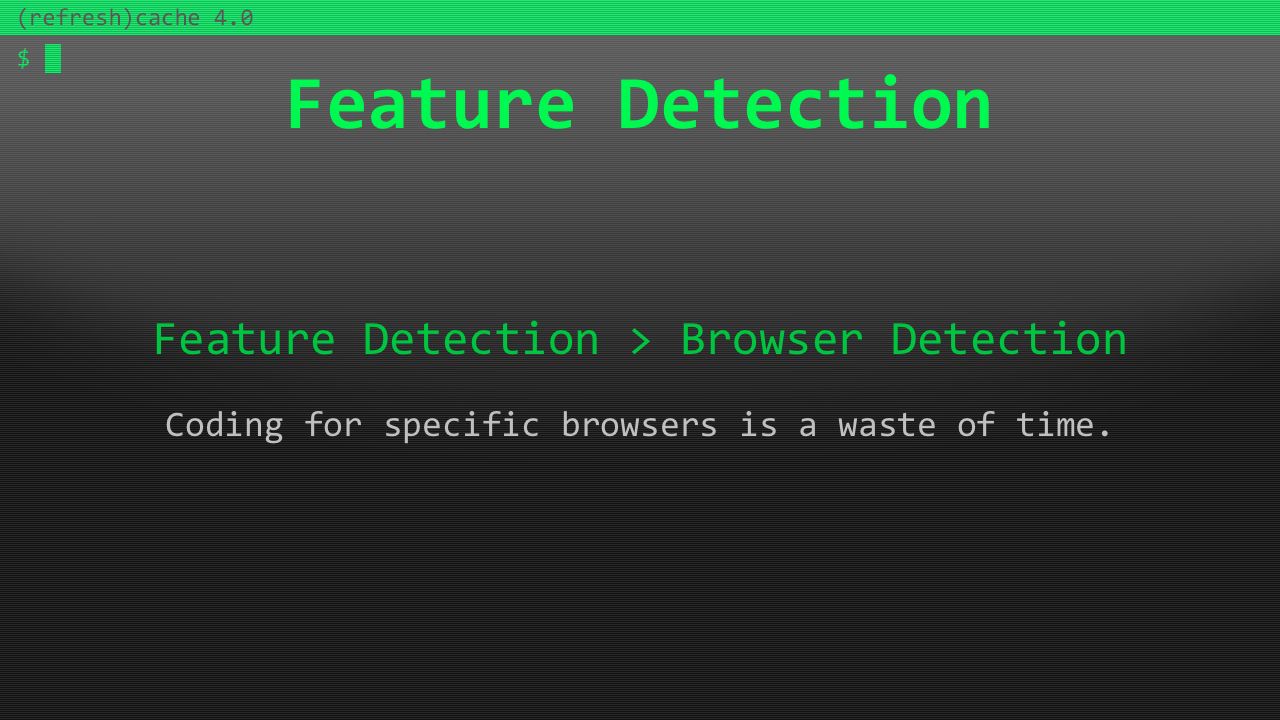 (refresh)cache 4.0
$
Feature Detection
Feature Detection > Browser Detection
Coding for specific browsers is a waste of time.